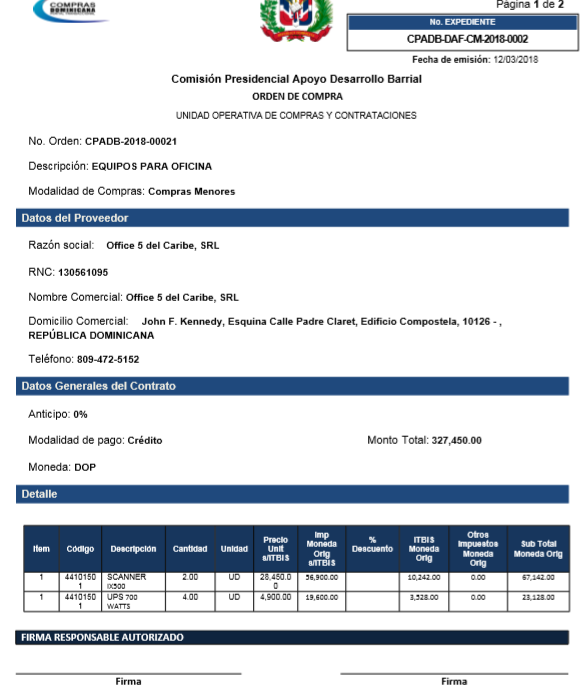 COMPRAS
DOMINICANA
Página 1 de 2
No. EXPEDIENTE
CPADB-DAF-CM-2018-0002
Fecha de emisión: 12/03/2018
Comisión Presidencial Apoyo Desarrollo Barrial
ORDEN DE COMPRA
UNIDAD OPERATIVA DE COMPRAS Y CONTRATACIONES
No. Orden: CPADB-2018-00021
Descripción: EQUIPOS PARA OFICINA
Modalidad de Compras: Compras Menores
Datos del Proveedor
Razón social: Office 5 del Caribe, SRL
RNC: 130561095
Nombre Comercial: Office 5 del Caribe, SRL
Domicilio Comercial: John F. Kennedy, Esquina Calle Padre Claret, Edificio Compostela, 10126 - ,
REPÚBLICA DOMINICANA
Teléfono: 809-472-5152
Datos Generales del Contrato
Anticipo: 0%
Modalidad de pago: Crédito Monto Total: 327,450.00
Moneda: DOP
Detalle
Item Código Descripción Cantidad Unidad Precio Unit s/ITBIS Imp Moneda Orig s/ITBIS % Descuento ITBIS Moneda Orig Otros Impuestos Moneda Orig Sub Total Moneda Orig
1 44101501 SCANNER IX500 2.00 UD 28,450.00 56,900.00 10,242.00 0.00 67,142.00
1 44101501 UPS 700 WATTS 4.00 UD 4,900.00 19,600.00 3,528.00 0.00 23,128.00
FIRMA RESPONSABLE AUTORIZADO
Firma Firma